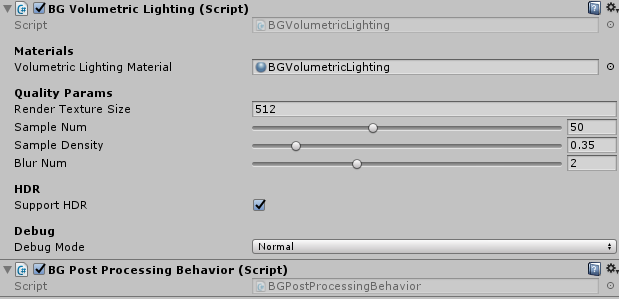 BG Volumetric Lighting (Script)
Script BGVolumetricLighting
Materials
Volumetric Lighting Material BGVolumetricLighting
Quality Params
Render Texture Size 512
Sample Num 50
Sample Density 0.35
Blur Num 2
HDR
Support HDR
Debug
Debug Mode Normal
BG Post Processing Behavior (Script)
Script BGPostProcessingBehavior